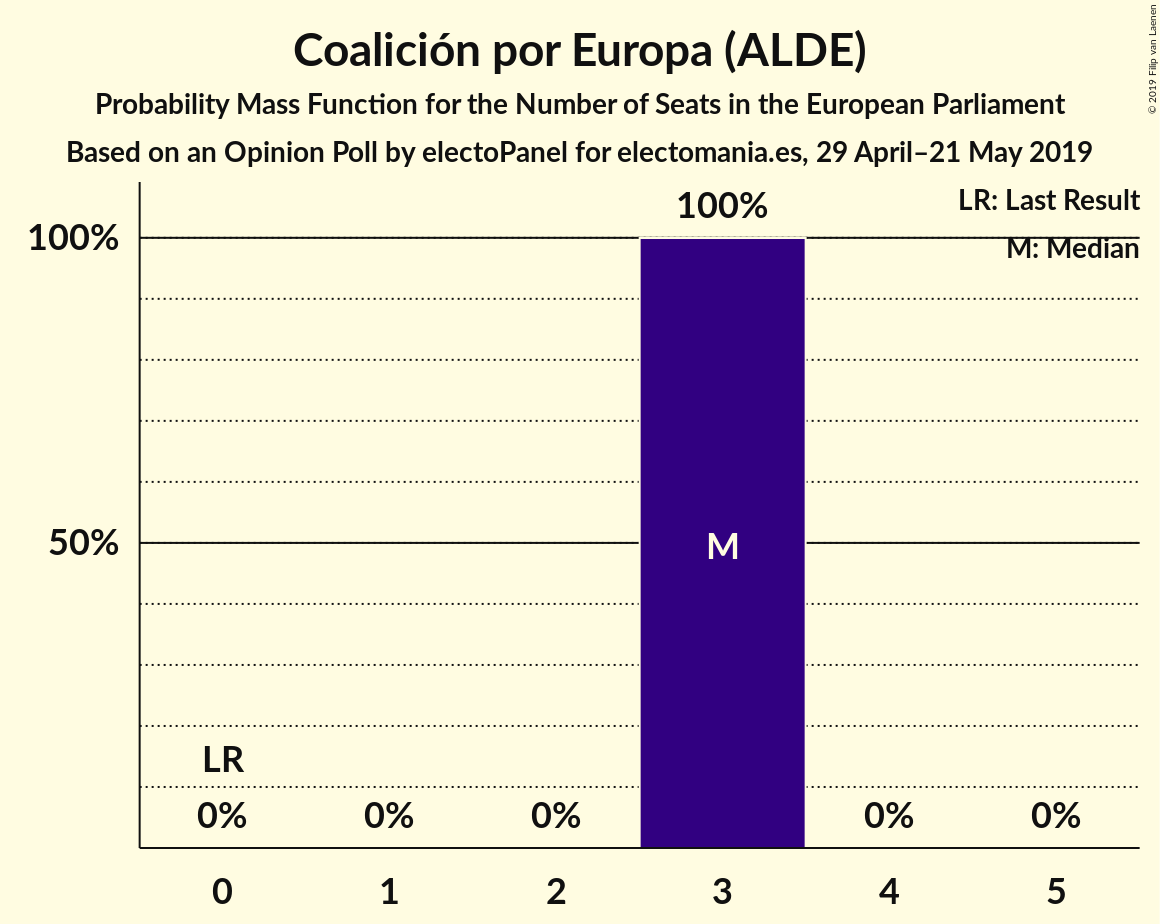 Coalición por Europa (ALDE)
Probability Mass Function for the Number of Seats in the European Parliament
Based on an Opinion Poll by electoPanel for electomania.es, 29 April–21 May 2019
© 2019 Filip van Laenen
LR: Last Result
M: Median
100%
100%
50%
M
LR
0%
0%
0%
0%
0%
0
1
2
3
4
5